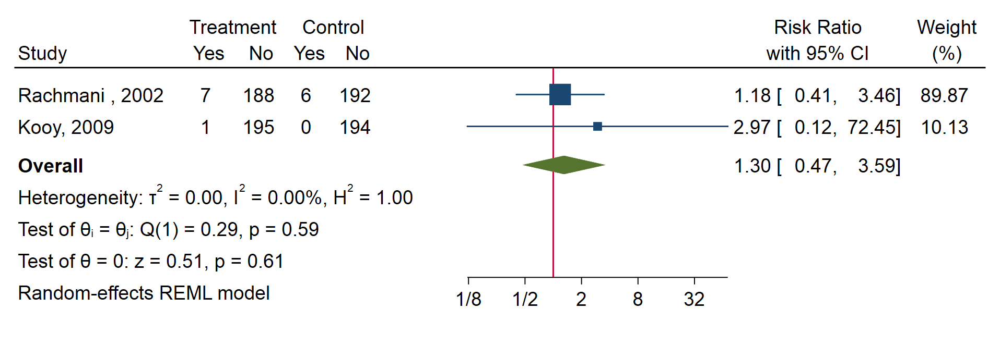 Treatment Control Risk Ratio Weight
Study Yes No Yes No with 95% CI (%)
Rachmani , 2002 7 188 6 192 1.18 [ 0.41, 3.46] 89.87
Kooy, 2009 1 195 0 194 2.97 [ 0.12, 72.45] 10.13
Overall 1.30 [ 0.47, 3.59]
Heterogeneity: τ² = 0.00, I² = 0.00%, H² = 1.00
Test of θᵢ = θⱼ: Q(1) = 0.29, p = 0.59
Test of θ = 0: z = 0.51, p = 0.61
Random-effects REML model
1/8 1/2 2 8 32